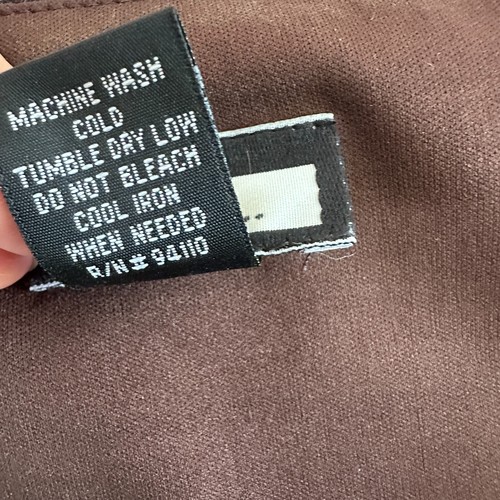 MACHINE WASH
COLD
TUMBLE DRY LOW
DO NOT BLEACH
COOL IRON
WHEN NEEDED
R/N#94110